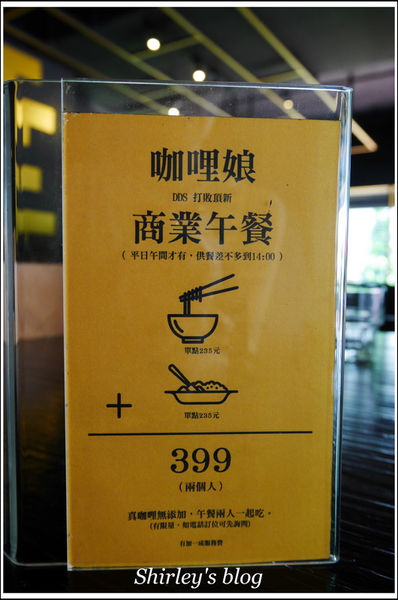 咖哩娘
DDS 打敗頂新
商業午餐
( 平日午間才有，供餐差不多到14:00 )
單點235元
+
單點235元
399
(兩個人)
真咖哩無添加，午餐兩人一起吃。
(有限量，如電話訂位可先詢問)
有加一成服務費
Shirley's blog